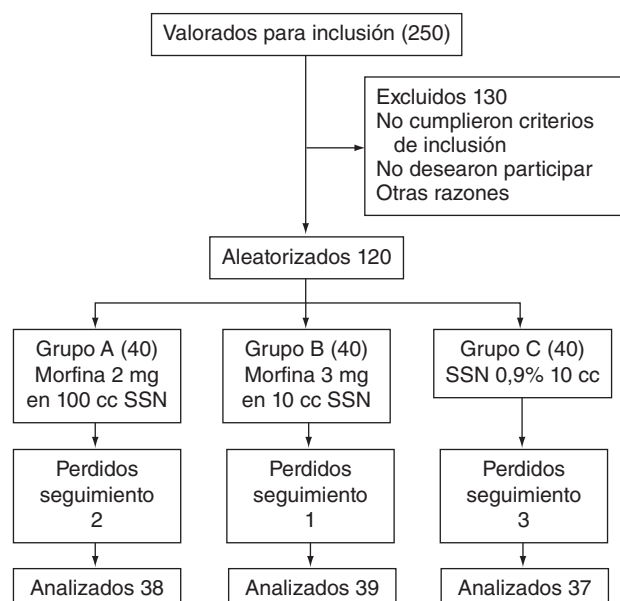 Valorados para inclusión (250)
Excluidos 130
No cumplieron criterios
de inclusión
No desearon participar
Otras razones
Aleatorizados 120
Grupo A (40)
Morfina 2 mg
en 100 cc SSN
Grupo B (40)
Morfina 3 mg
en 10 cc SSN
Grupo C (40)
SSN 0,9% 10 cc
Perdidos
seguimiento
2
Perdidos
seguimiento
1
Perdidos
seguimiento
3
Analizados 38
Analizados 39
Analizados 37